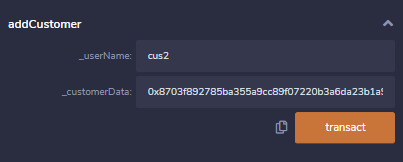 addCustomer
_userName: cus2
_customerData: 0x8703f892785ba355a9cc89f07220b3a6da23b1a
transact